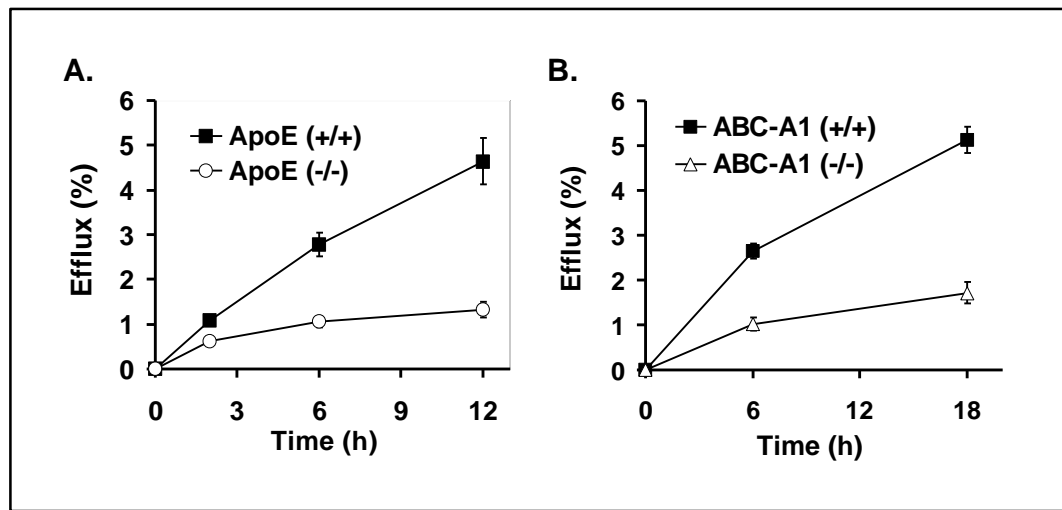 A.
6
5
4
3
2
1
0
Efflux (%)
ApoE (+/+)
ApoE (-/-)
0 3 6 9 12
Time (h)
B.
6
5
4
3
2
1
0
Efflux (%)
ABC-A1 (+/+)
ABC-A1 (-/-)
0 6 12 18
Time (h)